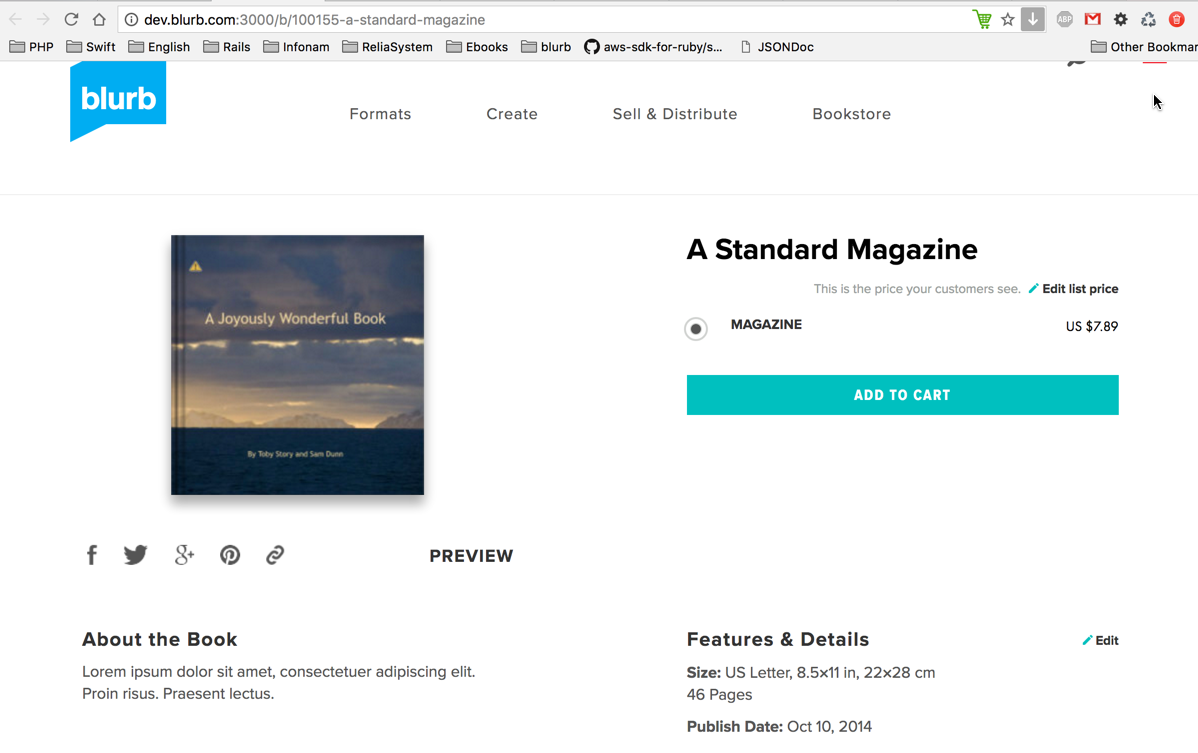 dev.blurb.com:3000/b/100155-a-standard-magazine
ABP
PHP Swift English Rails Infonam ReliaSystem Ebooks blurb aws-sdk-for-ruby/s... JSONDoc Other Bookmar
blurb
Formats Create Sell & Distribute Bookstore
A Joyously Wonderful Book
By Toby Story and Sam Dunn
A Standard Magazine
This is the price your customers see. Edit list price
MAGAZINE US $7.89
ADD TO CART
PREVIEW
About the Book
Lorem ipsum dolor sit amet, consectetuer adipiscing elit.
Proin risus. Praesent lectus.
Features & Details Edit
Size: US Letter, 8.5×11 in, 22×28 cm
46 Pages
Publish Date: Oct 10, 2014